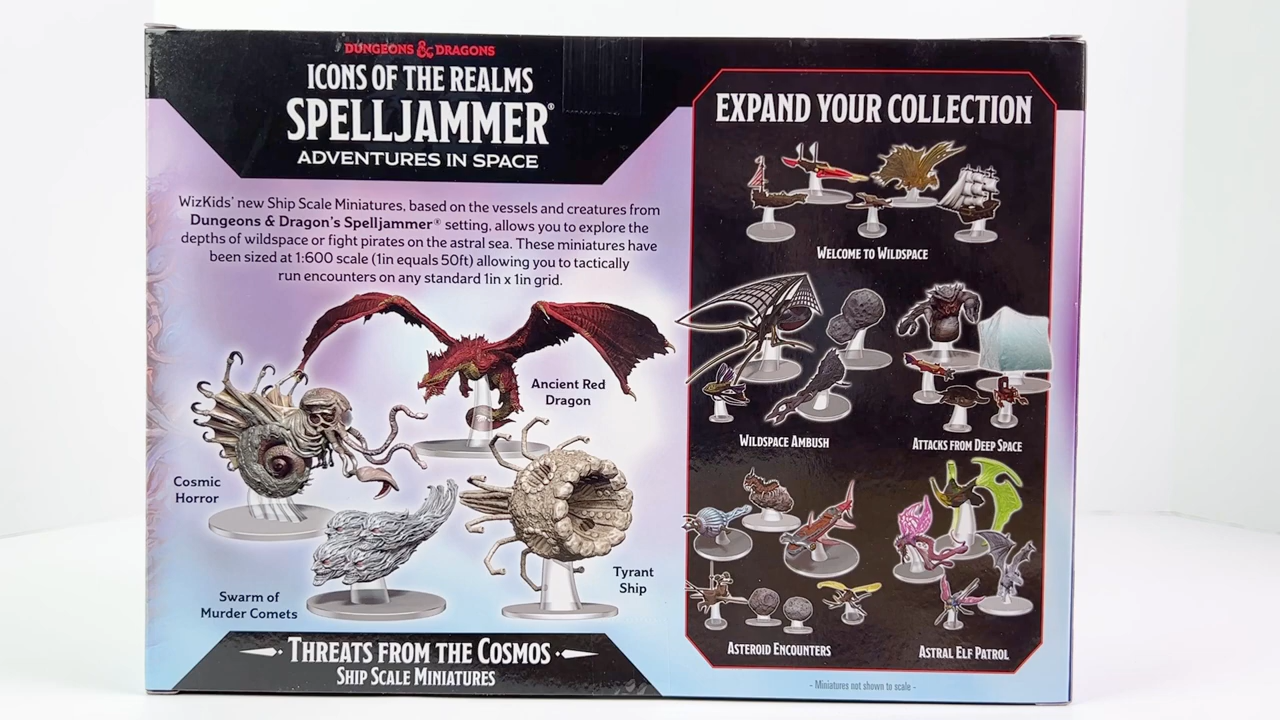 DUNGEONS & DRAGONS
ICONS OF THE REALMS
SPELLJAMMER®
ADVENTURES IN SPACE
WizKids' new Ship Scale Miniatures, based on the vessels and creatures from
Dungeons & Dragon's Spelljammer® setting, allows you to explore the
depths of wildspace or fight pirates on the astral sea. These miniatures have
been sized at 1:600 scale (1in equals 50ft) allowing you to tactically
run encounters on any standard 1in x 1in grid.
Ancient Red
Dragon
Cosmic
Horror
Tyrant
Ship
Swarm of
Murder Comets
THREATS FROM THE COSMOS
SHIP SCALE MINIATURES
EXPAND YOUR COLLECTION
WELCOME TO WILDSPACE
WILDSPACE AMBUSH
ATTACKS FROM DEEP SPACE
ASTEROID ENCOUNTERS
ASTRAL ELF PATROL
- Miniatures not shown to scale -